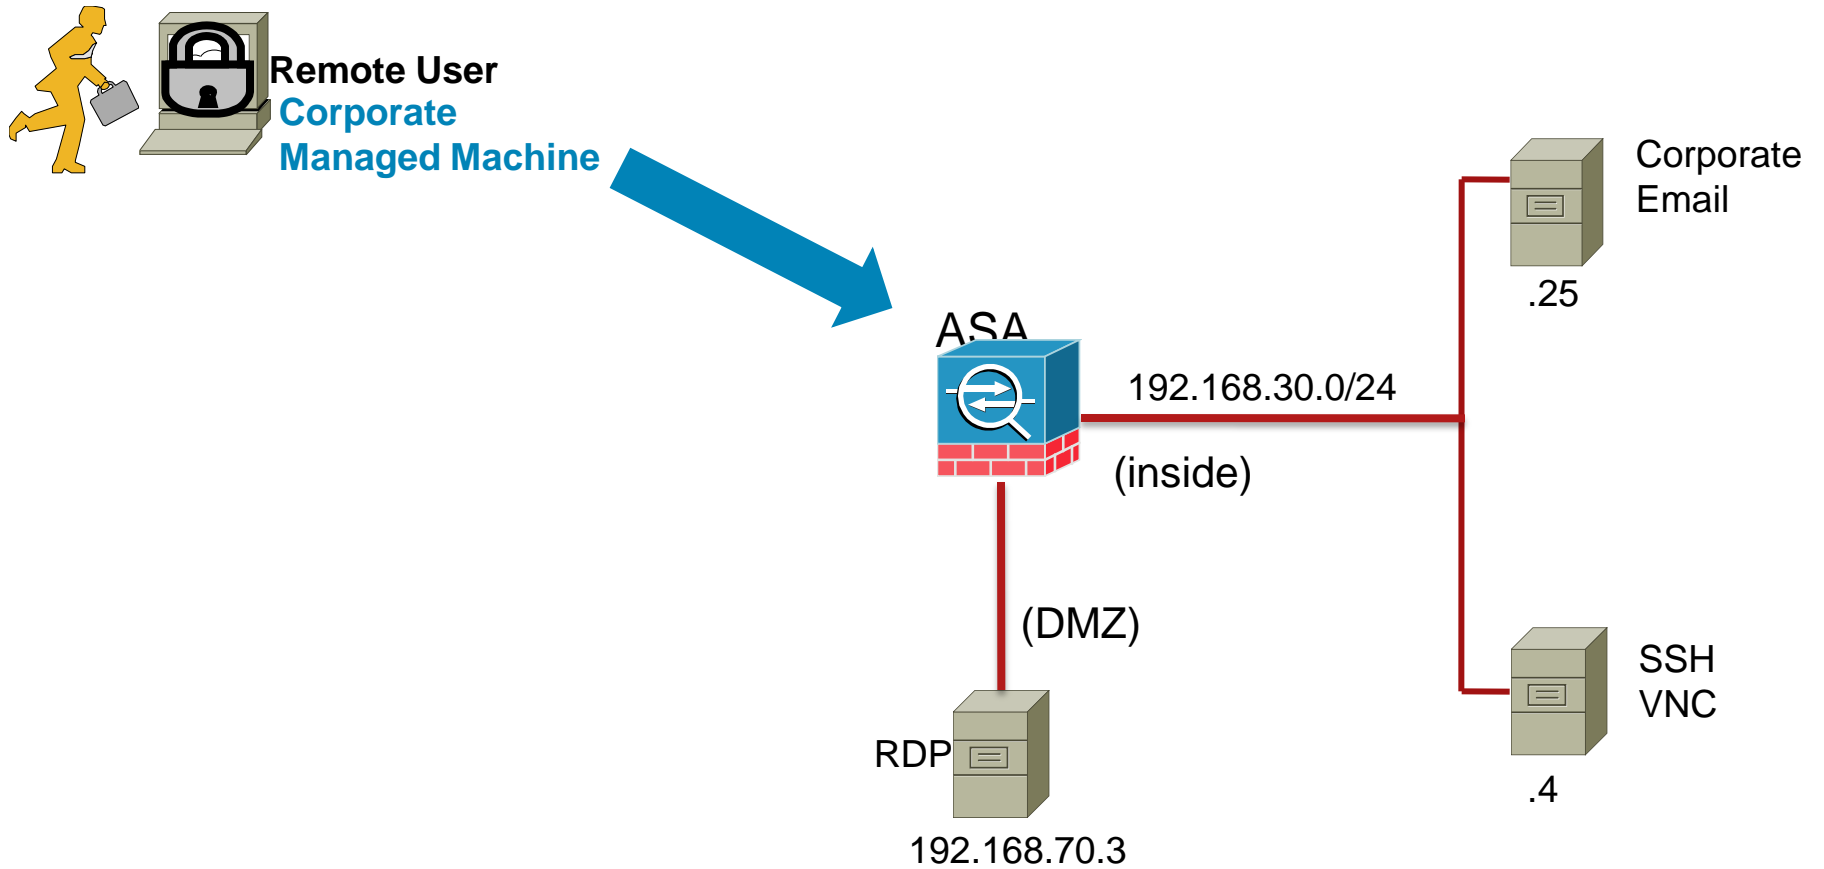 Remote User
Corporate
Managed Machine
Corporate
Email
.25
ASA
192.168.30.0/24
(inside)
(DMZ)
SSH
VNC
RDP
.4
192.168.70.3